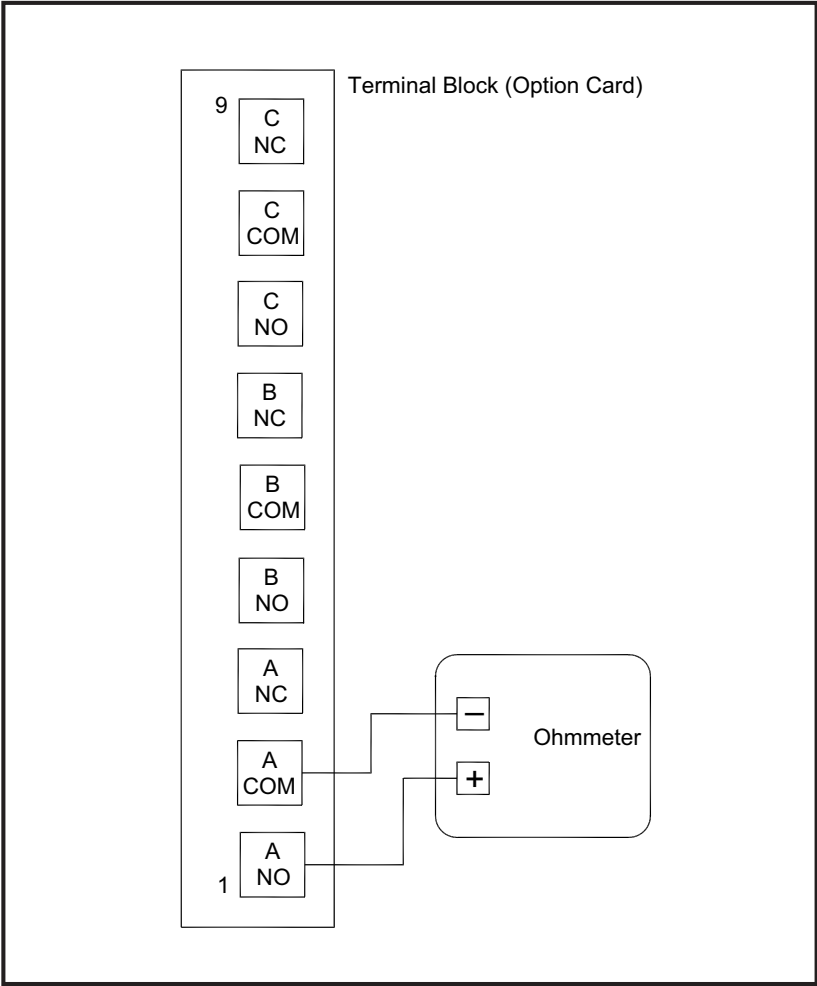 Terminal Block (Option Card)
9
C
NC
C
COM
C
NO
B
NC
B
COM
B
NO
A
NC
−
Ohmmeter
A
COM
+
A
NO
1